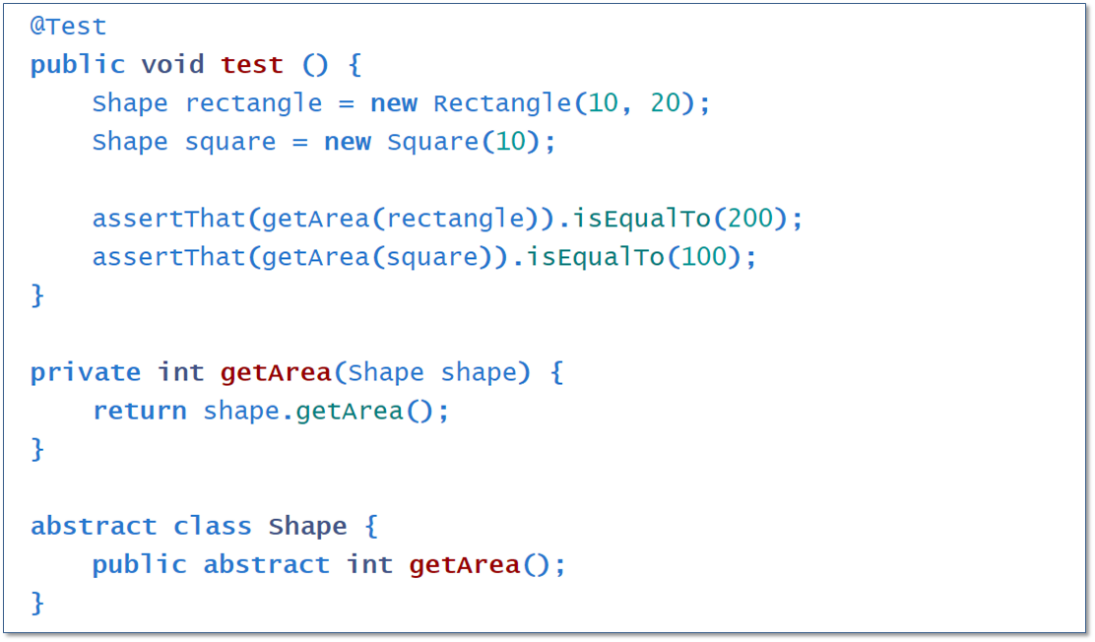 @Test
public void test () {
    Shape rectangle = new Rectangle(10, 20);
    Shape square = new Square(10);

    assertThat(getArea(rectangle)).isEqualTo(200);
    assertThat(getArea(square)).isEqualTo(100);
}

private int getArea(Shape shape) {
    return shape.getArea();
}

abstract class Shape {
    public abstract int getArea();
}